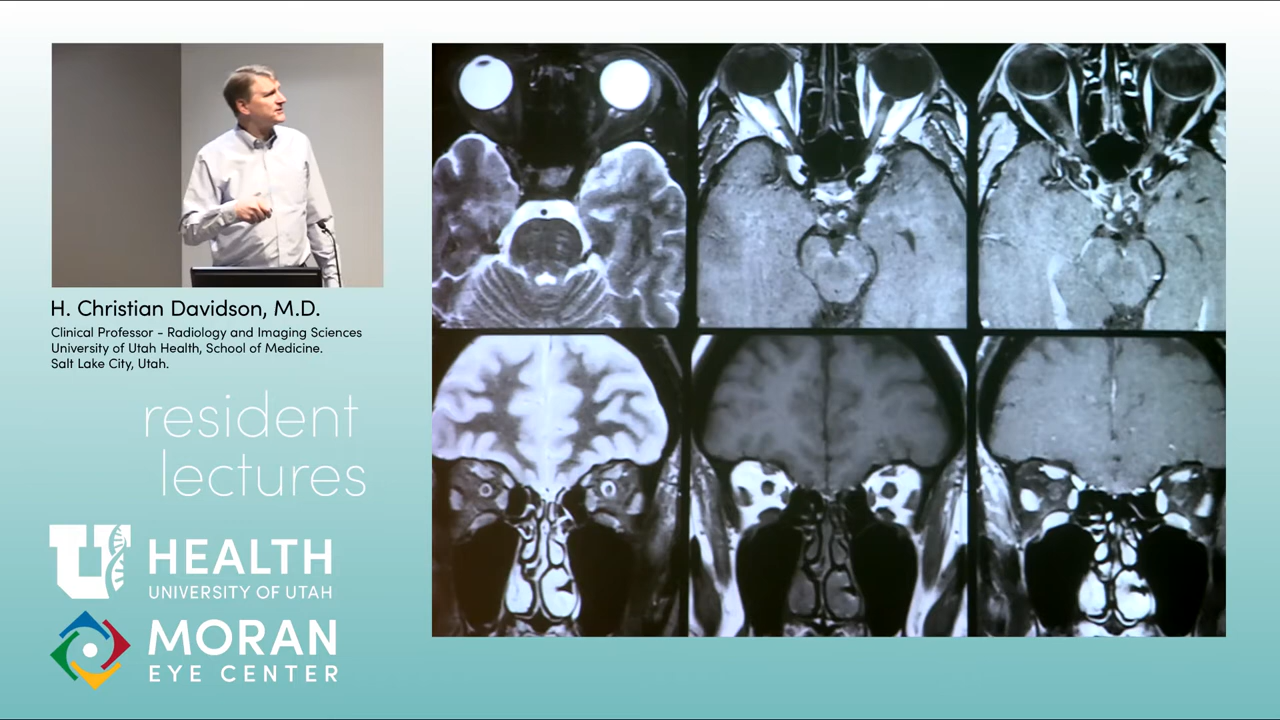 H. Christian Davidson, M.D.
Clinical Professor - Radiology and Imaging Sciences
University of Utah Health, School of Medicine.
Salt Lake City, Utah.
resident
lectures
U
HEALTH
UNIVERSITY OF UTAH
MORAN
EYE CENTER